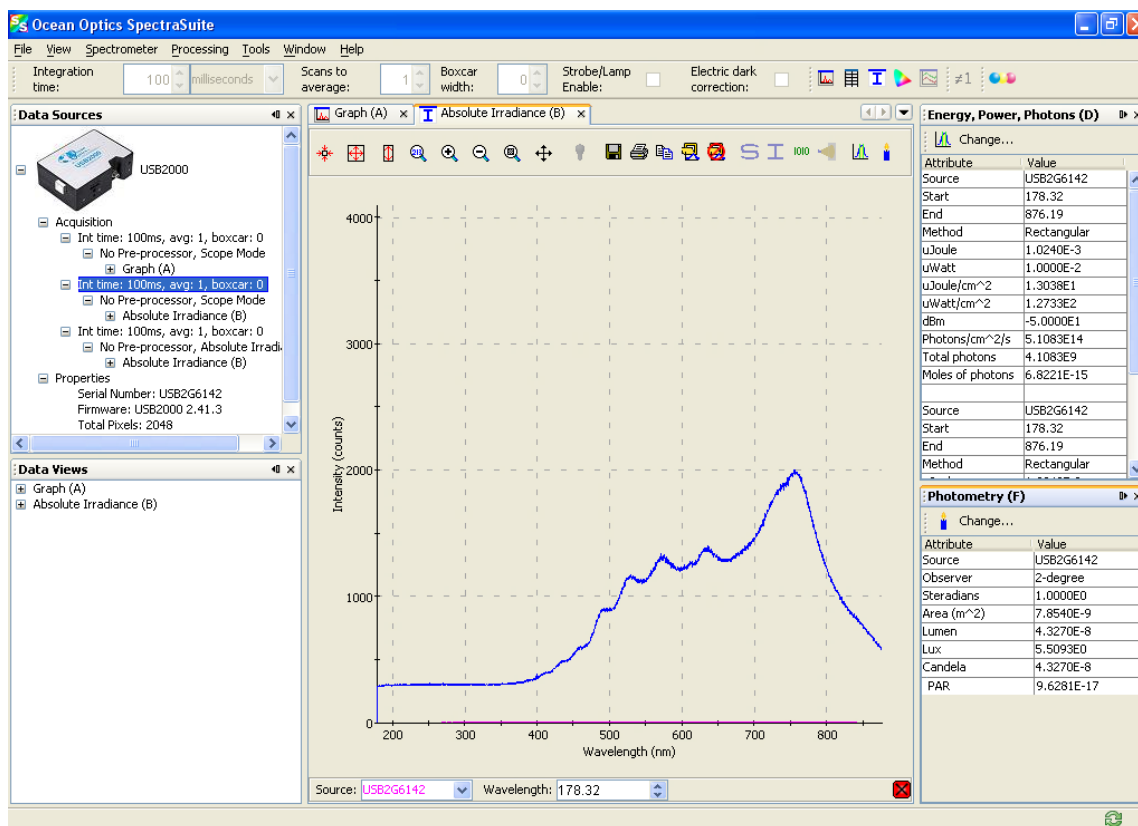 Ocean Optics SpectraSuite
File View Spectrometer Processing Tools Window Help
Integration time: 100 milliseconds Scans to average: 1 Boxcar width: 0 Strobe/Lamp Enable: Electric dark correction: ≠1
Data Sources
USB2000
Acquisition
Int time: 100ms, avg: 1, boxcar: 0
No Pre-processor, Scope Mode
Graph (A)
Int time: 100ms, avg: 1, boxcar: 0
No Pre-processor, Scope Mode
Absolute Irradiance (B)
Int time: 100ms, avg: 1, boxcar: 0
No Pre-processor, Absolute Irradi
Absolute Irradiance (B)
Properties
Serial Number: USB2G6142
Firmware: USB2000 2.41.3
Total Pixels: 2048
Data Views
Graph (A)
Absolute Irradiance (B)
Graph (A) Absolute Irradiance (B)
S I 1010
4000
3000
2000
1000
0
Intensity (counts)
200 300 400 500 600 700 800
Wavelength (nm)
Source: USB2G6142 Wavelength: 178.32
Energy, Power, Photons (D)
Change...
Attribute Value
Source USB2G6142
Start 178.32
End 876.19
Method Rectangular
uJoule 1.0240E-3
uWatt 1.0000E-2
uJoule/cm^2 1.3038E1
uWatt/cm^2 1.2733E2
dBm -5.0000E1
Photons/cm^2/s 5.1083E14
Total photons 4.1083E9
Moles of photons 6.8221E-15
Source USB2G6142
Start 178.32
End 876.19
Method Rectangular
Photometry (F)
Change...
Attribute Value
Source USB2G6142
Observer 2-degree
Steradians 1.0000E0
Area (m^2) 7.8540E-9
Lumen 4.3270E-8
Lux 5.5093E0
Candela 4.3270E-8
PAR 9.6281E-17